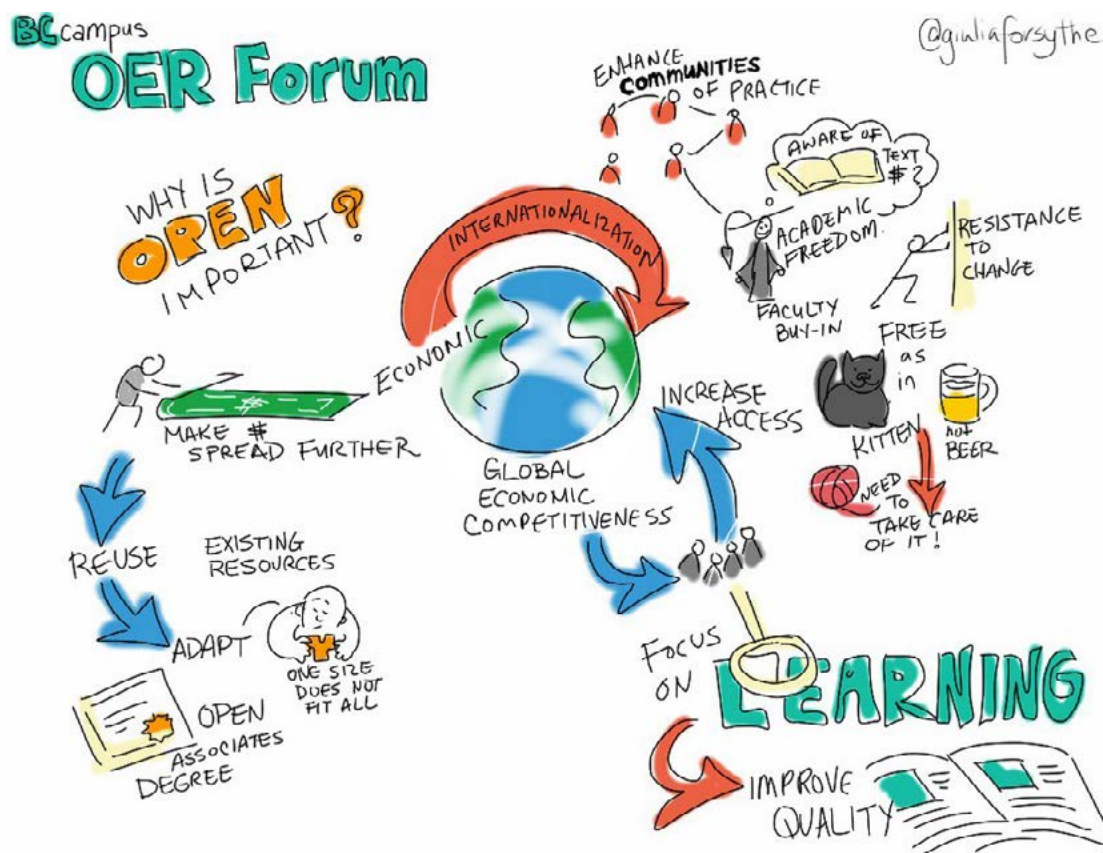 BCcampus
OER Forum
@giuliaforsythe
WHY IS
OPEN
IMPORTANT?
ENHANCE
COMMUNITIES
OF PRACTICE
AWARE OF
TEXT
$?
ACADEMIC
FREEDOM.
FACULTY
BUY-IN
RESISTANCE
TO
CHANGE
INTERNATIONALIZATION
ECONOMIC
$
MAKE $
SPREAD FURTHER
GLOBAL
ECONOMIC
COMPETITIVENESS
INCREASE
ACCESS
FREE
as
in
KITTEN
not
BEER
NEED
TO
TAKE CARE
OF IT!
REUSE
EXISTING
RESOURCES
ADAPT
ONE SIZE
DOES NOT
FIT ALL
OPEN
ASSOCIATES
DEGREE
FOCUS
ON
LEARNING
IMPROVE
QUALITY